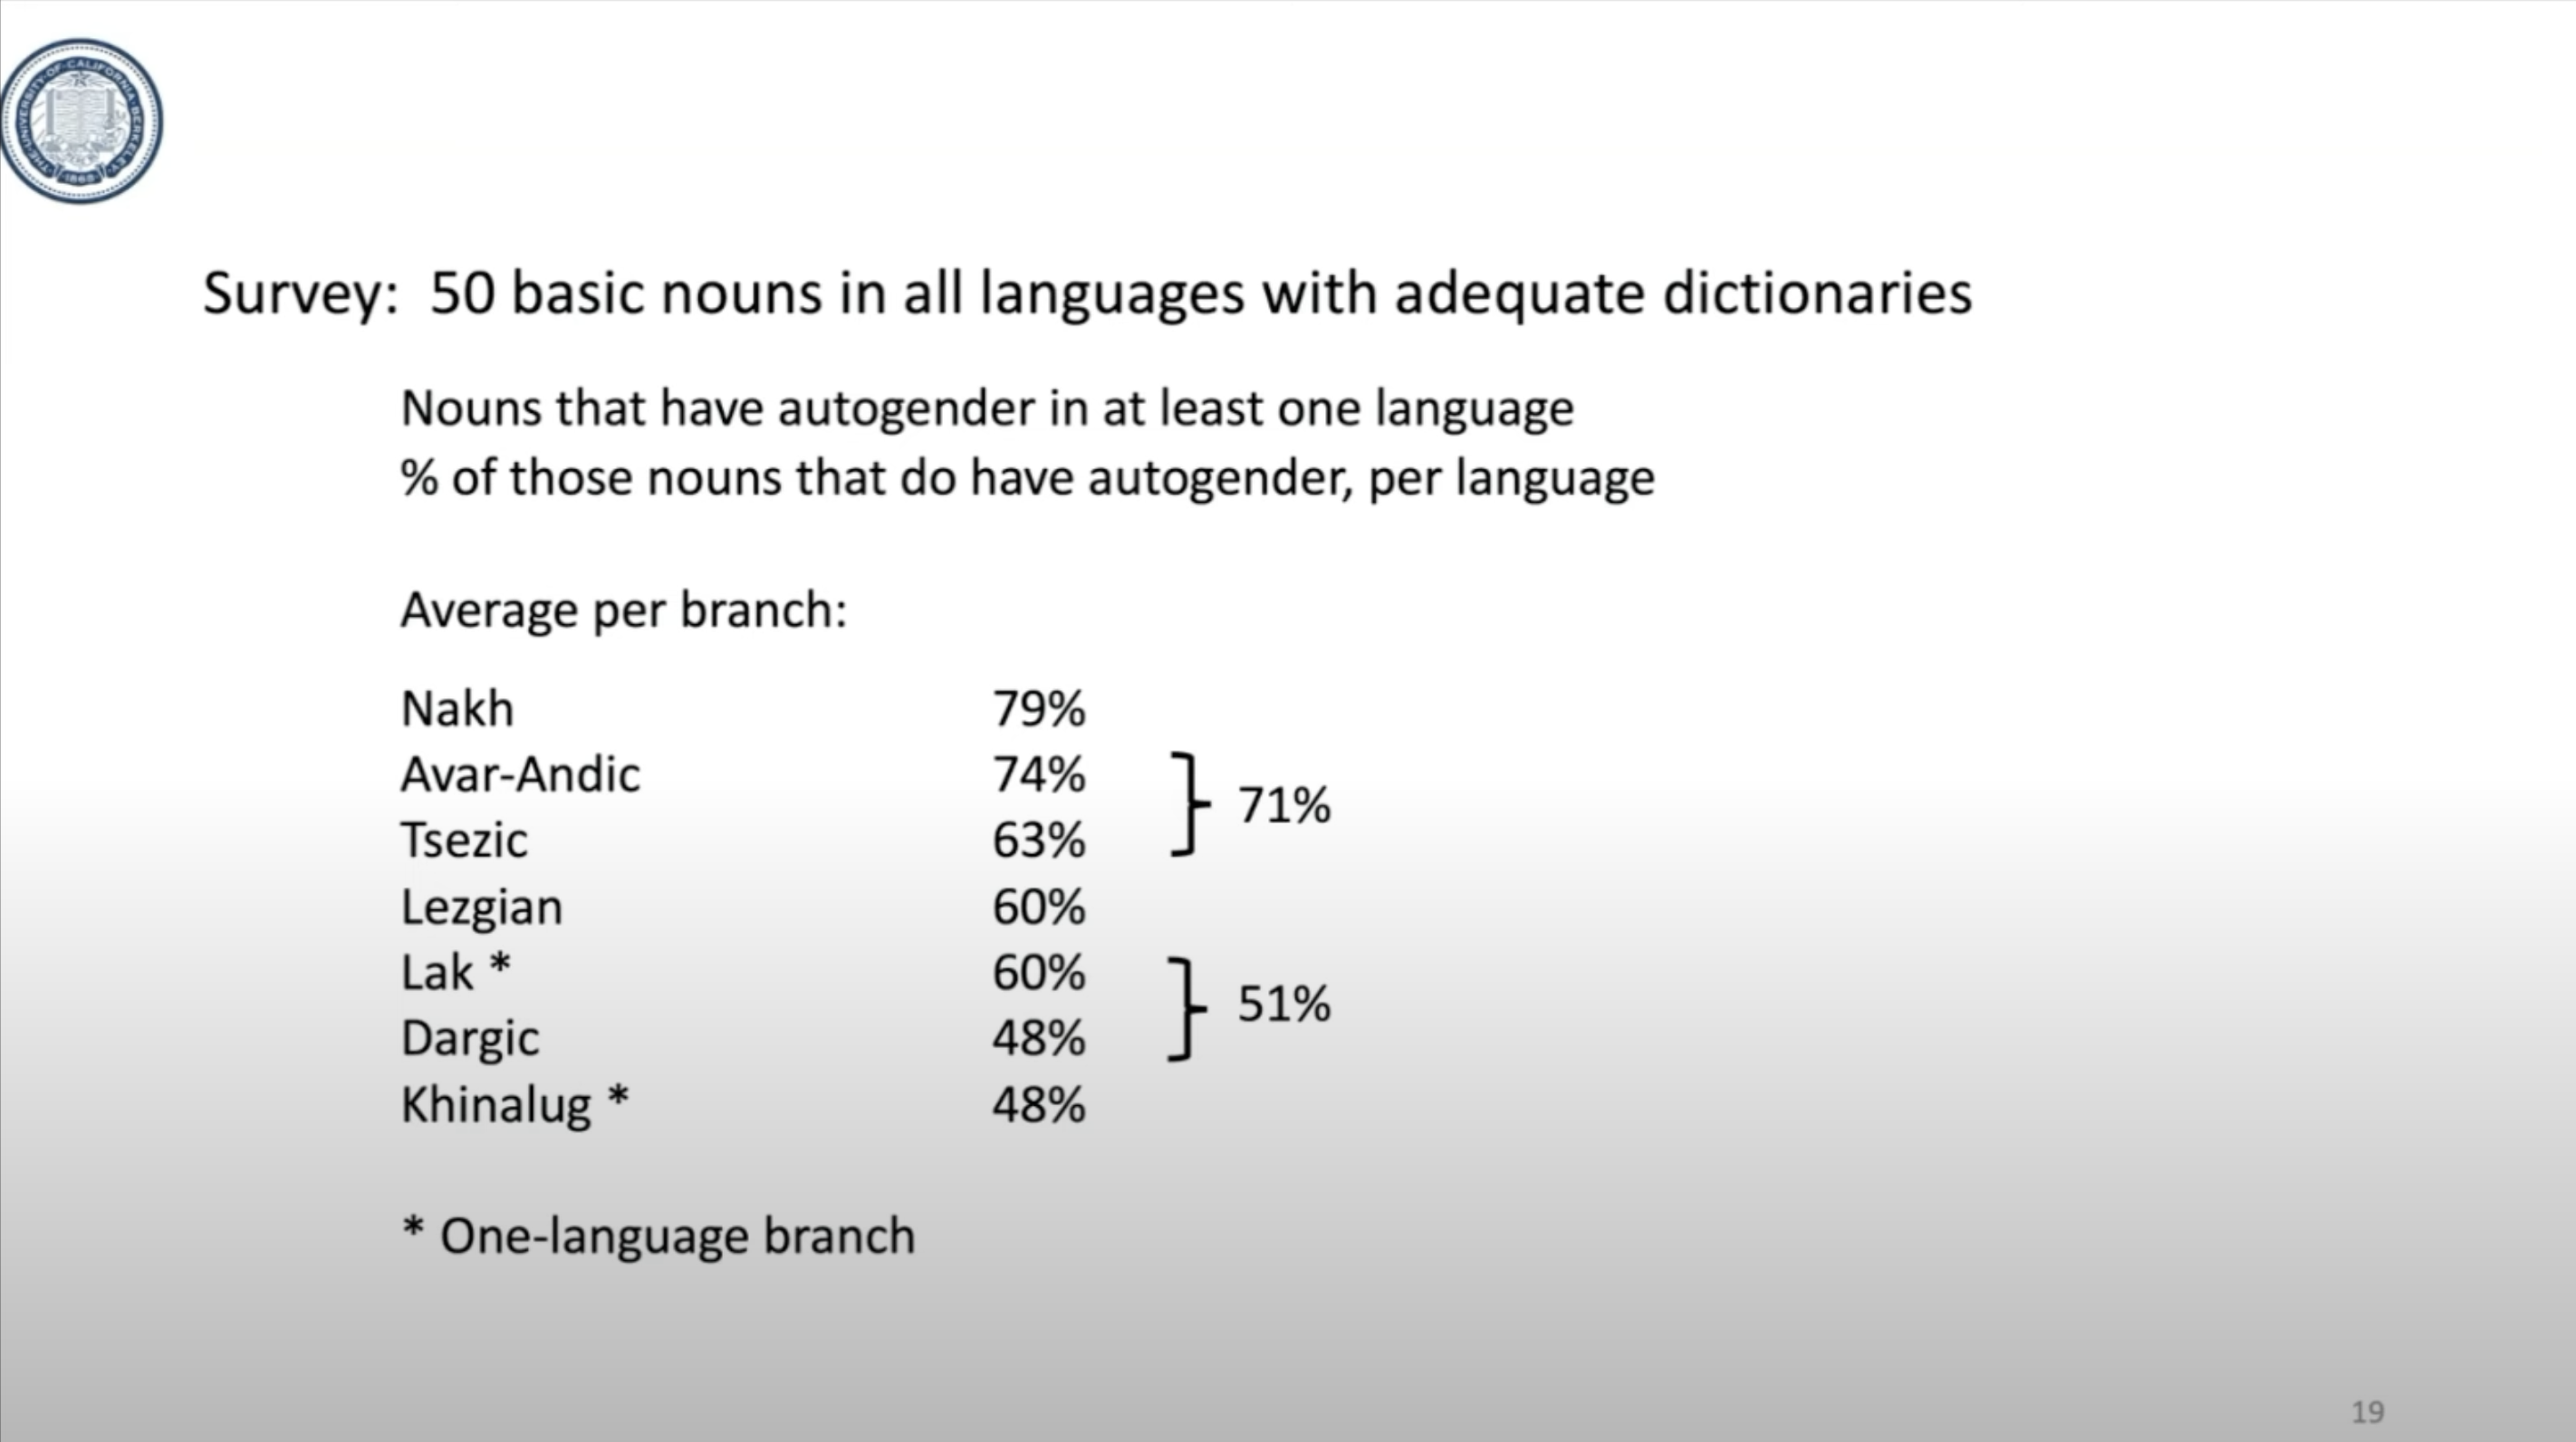 THE·UNIVERSITY·OF·CALIFORNIA·BERKELEY
1868
Survey: 50 basic nouns in all languages with adequate dictionaries
Nouns that have autogender in at least one language
% of those nouns that do have autogender, per language
Average per branch:
Nakh 79%
Avar-Andic 74%
71%
Tsezic 63%
Lezgian 60%
Lak * 60%
51%
Dargic 48%
Khinalug * 48%
* One-language branch
19